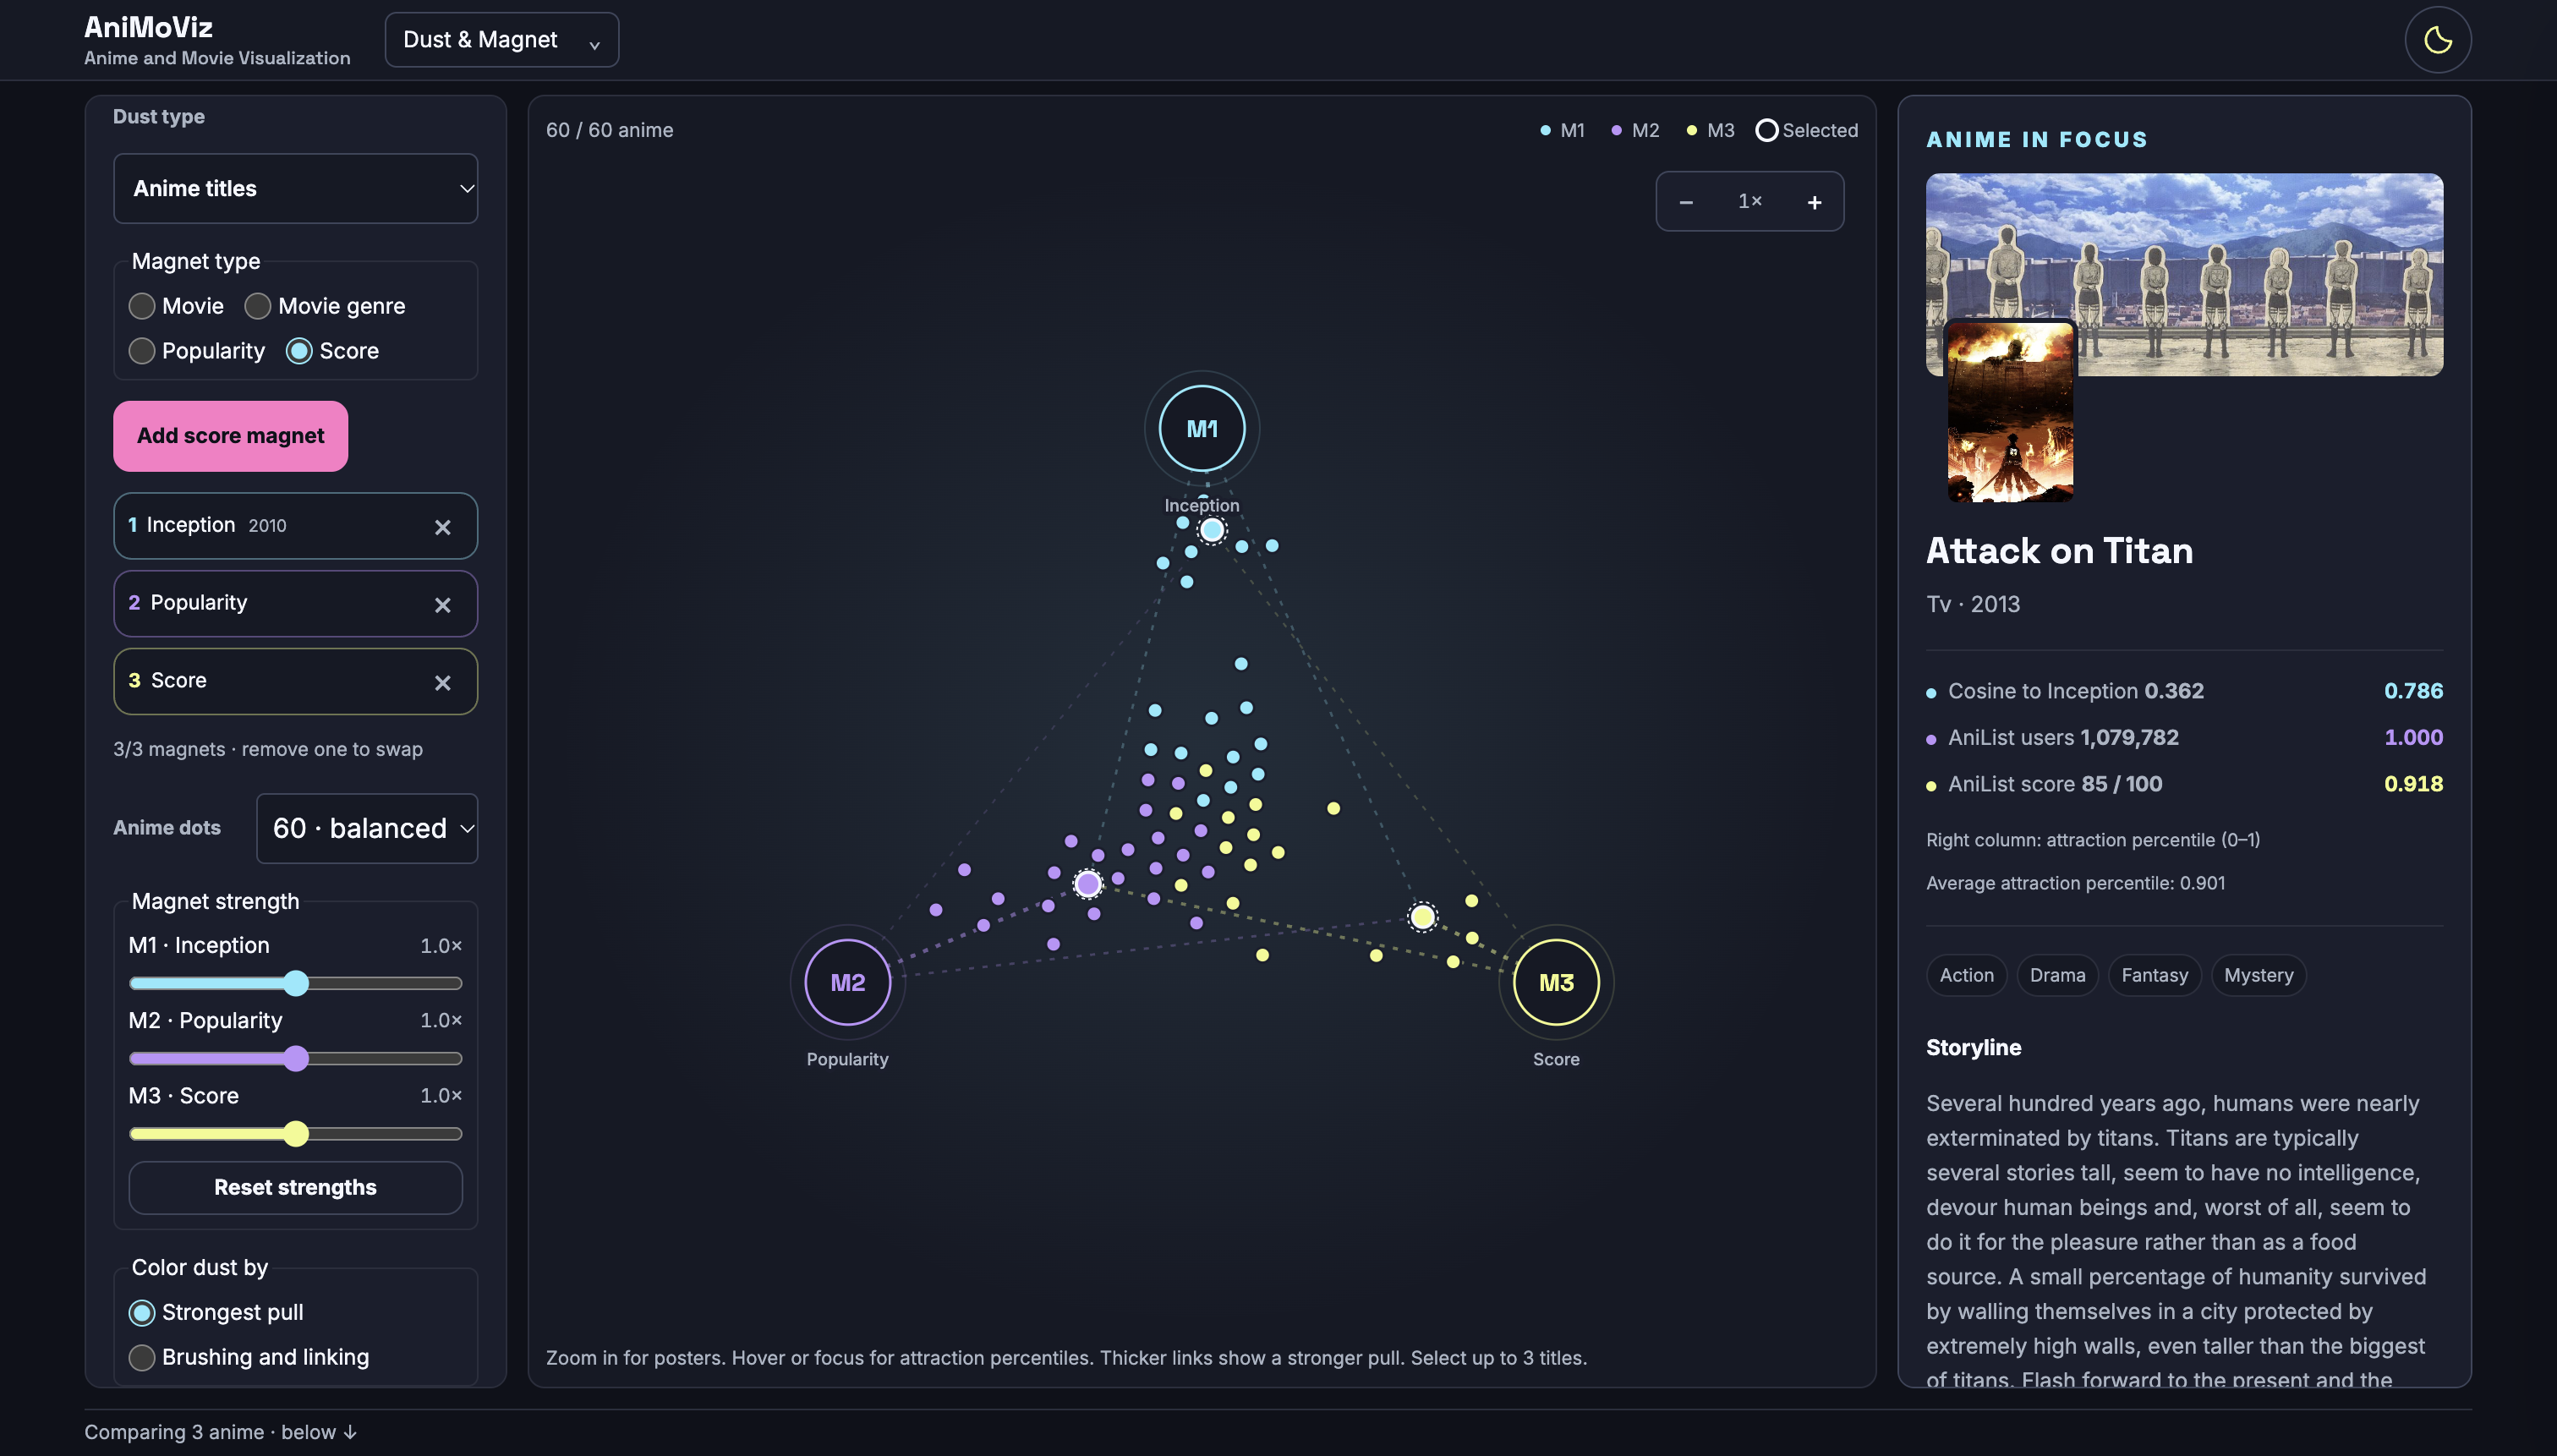 AniMoViz
Anime and Movie Visualization
Dust & Magnet
Dust type
Anime titles
Magnet type
Movie
Movie genre
Popularity
Score
Add score magnet
1 Inception 2010
2 Popularity
3 Score
3/3 magnets · remove one to swap
Anime dots
60 · balanced
Magnet strength
M1 · Inception 1.0×
M2 · Popularity 1.0×
M3 · Score 1.0×
Reset strengths
Color dust by
Strongest pull
Brushing and linking
60 / 60 anime
M1 M2 M3 Selected
− 1× +
M1
Inception
M2
Popularity
M3
Score
Zoom in for posters. Hover or focus for attraction percentiles. Thicker links show a stronger pull. Select up to 3 titles.
ANIME IN FOCUS
Attack on Titan
Tv · 2013
Cosine to Inception 0.362 0.786
AniList users 1,079,782 1.000
AniList score 85 / 100 0.918
Right column: attraction percentile (0–1)
Average attraction percentile: 0.901
Action Drama Fantasy Mystery
Storyline
Several hundred years ago, humans were nearly
exterminated by titans. Titans are typically
several stories tall, seem to have no intelligence,
devour human beings and, worst of all, seem to
do it for the pleasure rather than as a food
source. A small percentage of humanity survived
by walling themselves in a city protected by
extremely high walls, even taller than the biggest
of titans. Flash forward to the present and the
Comparing 3 anime · below ↓